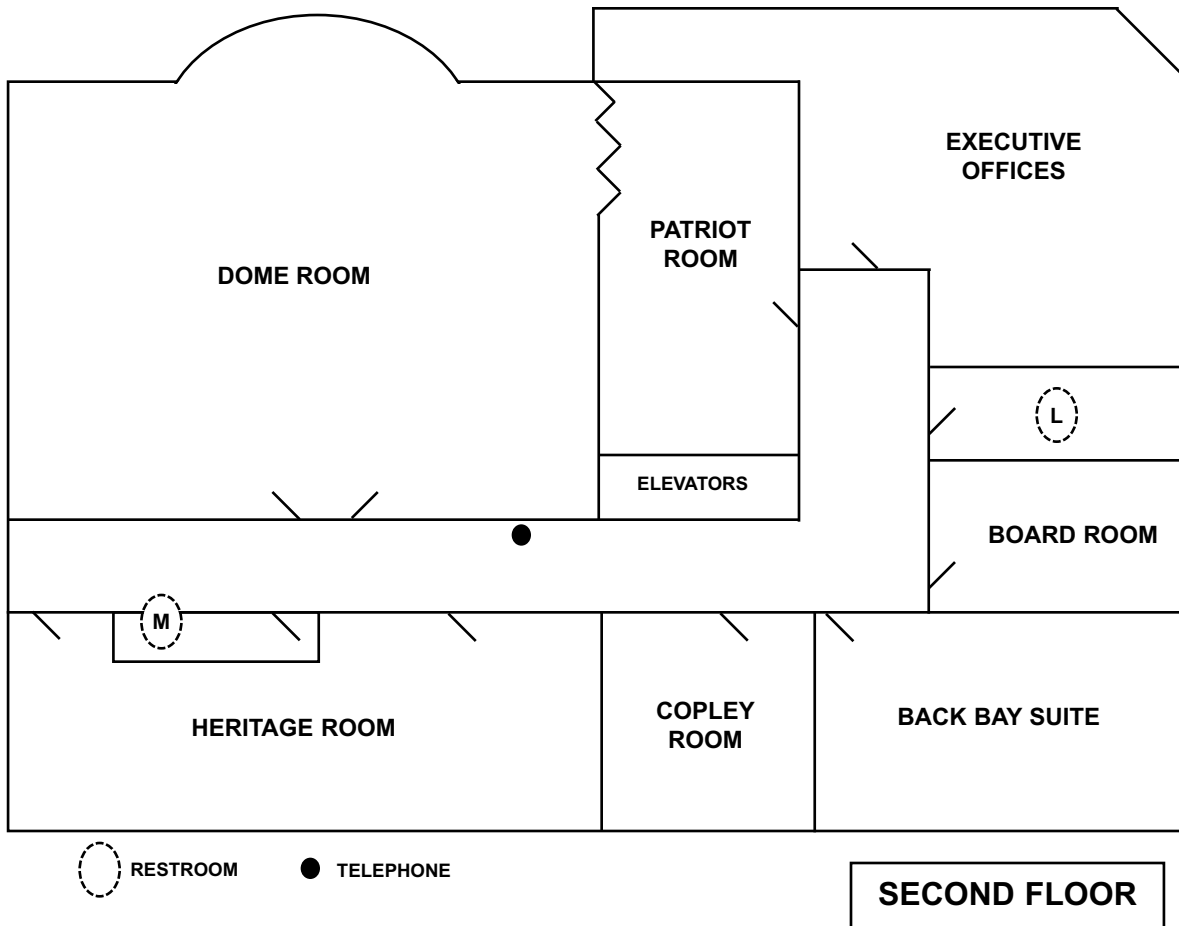 EXECUTIVE
OFFICES
PATRIOT
ROOM
DOME ROOM
L
ELEVATORS
BOARD ROOM
M
HERITAGE ROOM
COPLEY
ROOM
BACK BAY SUITE
RESTROOM
TELEPHONE
SECOND FLOOR